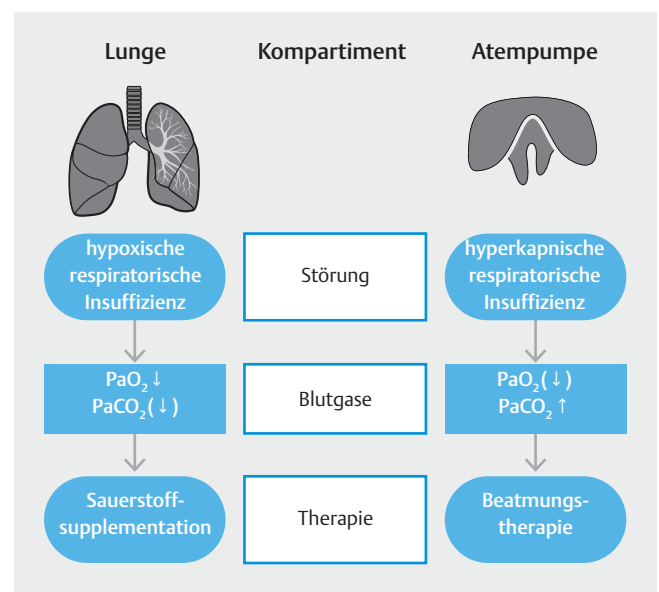 Lunge
Kompartiment
Atempumpe
hypoxische
respiratorische
Insuffizienz
Störung
hyperkapnische
respiratorische
Insuffizienz
PaO₂ ↓
PaCO₂ (↓)
Blutgase
PaO₂ (↓)
PaCO₂ ↑
Sauerstoff-
supplementation
Therapie
Beatmungs-
therapie